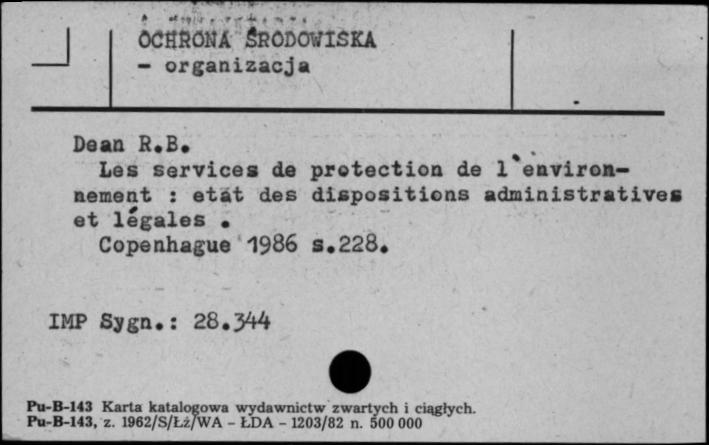 OCHRONA ŚRODOWISKA
- organizacja
Dean R.B.
Les services de protection de l'environ-
nement : etat des dispositions administratives
et légales .
Copenhague 1986 s.228.
IMP Sygn.: 28.344
Pu-B-143 Karta katalogowa wydawnictw zwartych i ciągłych.
Pu-B-143, z. 1962/S/Łż/WA - ŁDA - 1203/82 n. 500 000